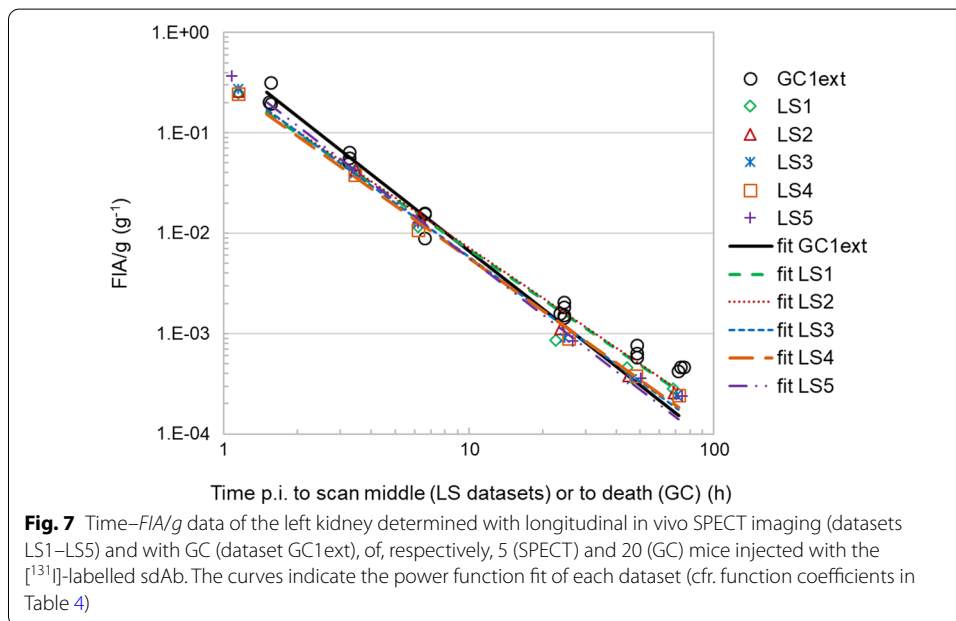 1.E+00
1.E-01
1.E-02
1.E-03
1.E-04
FIA/g (g⁻¹)
1
10
100
Time p.i. to scan middle (LS datasets) or to death (GC) (h)
GC1ext
LS1
LS2
LS3
LS4
LS5
fit GC1ext
fit LS1
fit LS2
fit LS3
fit LS4
fit LS5
Fig. 7 Time–FIA/g data of the left kidney determined with longitudinal in vivo SPECT imaging (datasets
LS1–LS5) and with GC (dataset GC1ext), of, respectively, 5 (SPECT) and 20 (GC) mice injected with the
[¹³¹I]-labelled sdAb. The curves indicate the power function fit of each dataset (cfr. function coefficients in
Table 4)